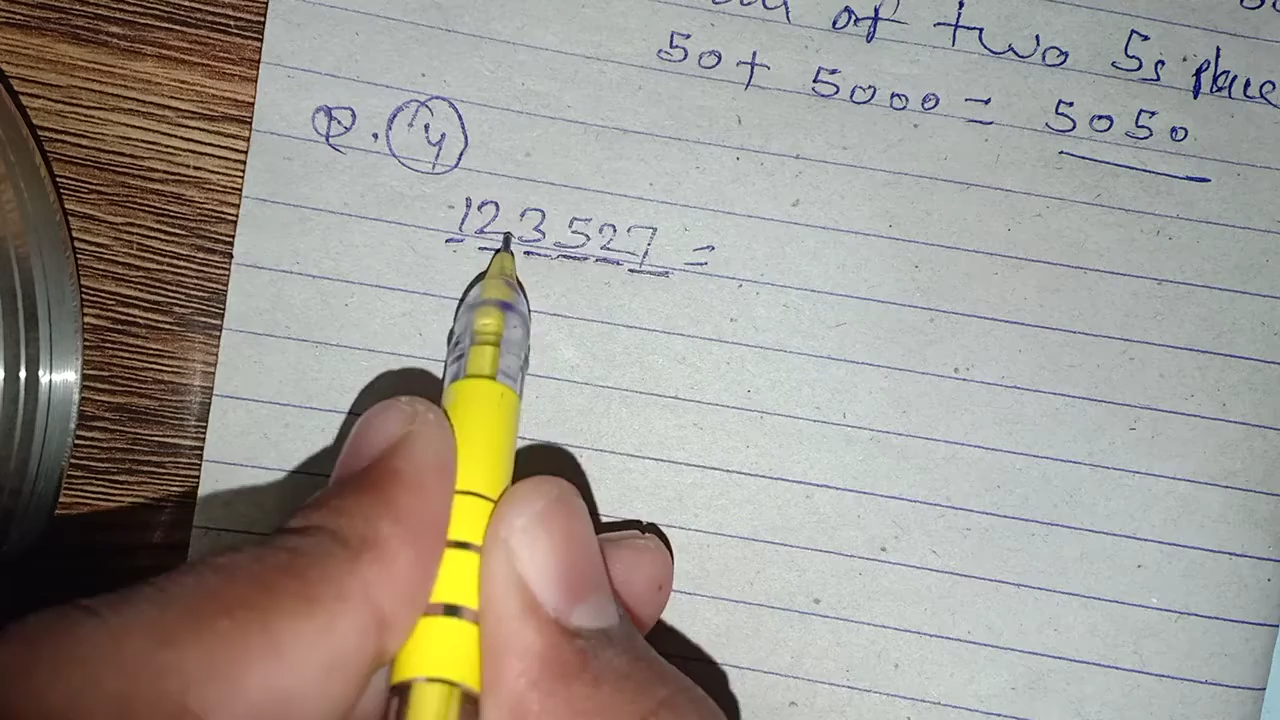 of two 5s place
50 + 5000 = 5050
Q. 4
123527 =